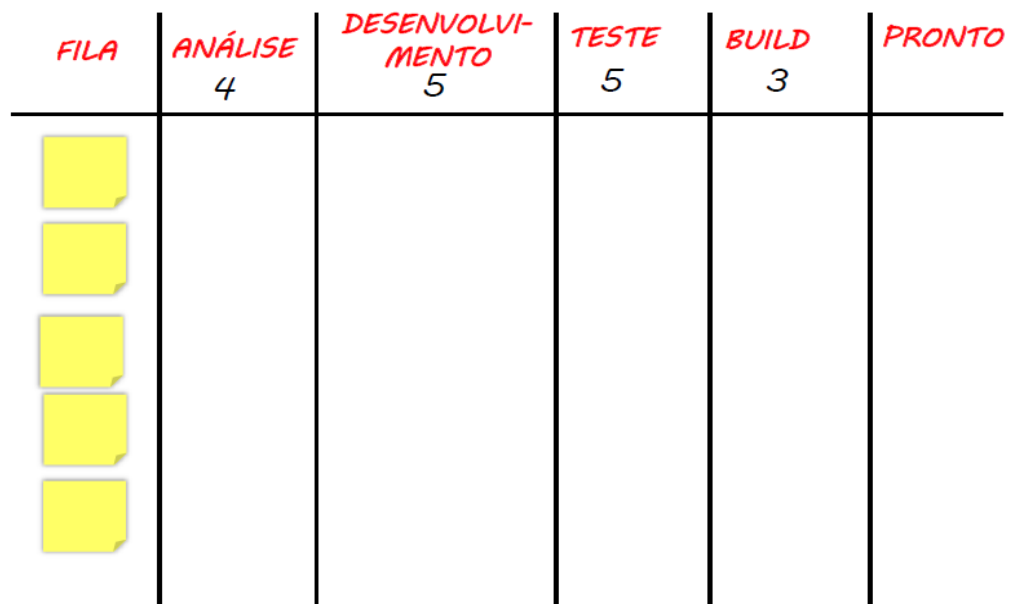 FILA
ANÁLISE
4
DESENVOLVI-
MENTO
5
TESTE
5
BUILD
3
PRONTO